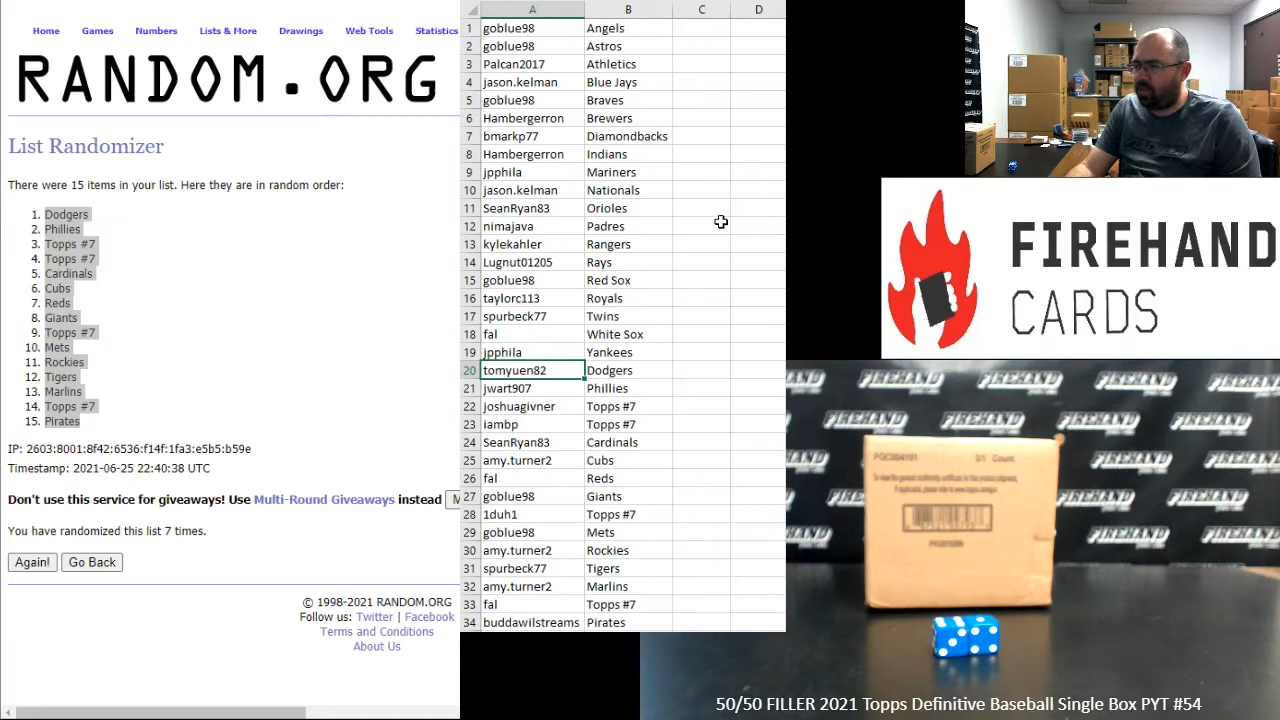 Home Games Numbers Lists & More Drawings Web Tools Statistics
RANDOM.ORG
List Randomizer
There were 15 items in your list. Here they are in random order:
1. Dodgers
2. Phillies
3. Topps #7
4. Topps #7
5. Cardinals
6. Cubs
7. Reds
8. Giants
9. Topps #7
10. Mets
11. Rockies
12. Tigers
13. Marlins
14. Topps #7
15. Pirates
IP: 2603:8001:8f42:6536:f14f:1fa3:e5b5:b59e
Timestamp: 2021-06-25 22:40:38 UTC
Don't use this service for giveaways! Use Multi-Round Giveaways instead
You have randomized this list 7 times.
Again! Go Back
© 1998-2021 RANDOM.ORG
Follow us: Twitter | Facebook
Terms and Conditions
About Us
A B C D
1 goblue98 Angels
2 goblue98 Astros
3 Palcan2017 Athletics
4 jason.kelman Blue Jays
5 goblue98 Braves
6 Hambergerron Brewers
7 bmarkp77 Diamondbacks
8 Hambergerron Indians
9 jpphila Mariners
10 jason.kelman Nationals
11 SeanRyan83 Orioles
12 nimajava Padres
13 kylekahler Rangers
14 Lugnut01205 Rays
15 goblue98 Red Sox
16 taylorc113 Royals
17 spurbeck77 Twins
18 fal White Sox
19 jpphila Yankees
20 tomyuen82 Dodgers
21 jwart907 Phillies
22 joshuagivner Topps #7
23 iambp Topps #7
24 SeanRyan83 Cardinals
25 amy.turner2 Cubs
26 fal Reds
27 goblue98 Giants
28 1duh1 Topps #7
29 goblue98 Mets
30 amy.turner2 Rockies
31 spurbeck77 Tigers
32 amy.turner2 Marlins
33 fal Topps #7
34 buddawilstreams Pirates
FIREHAND
CARDS
FIREHAND FIREHAND FIREHAND
50/50 FILLER 2021 Topps Definitive Baseball Single Box PYT #54